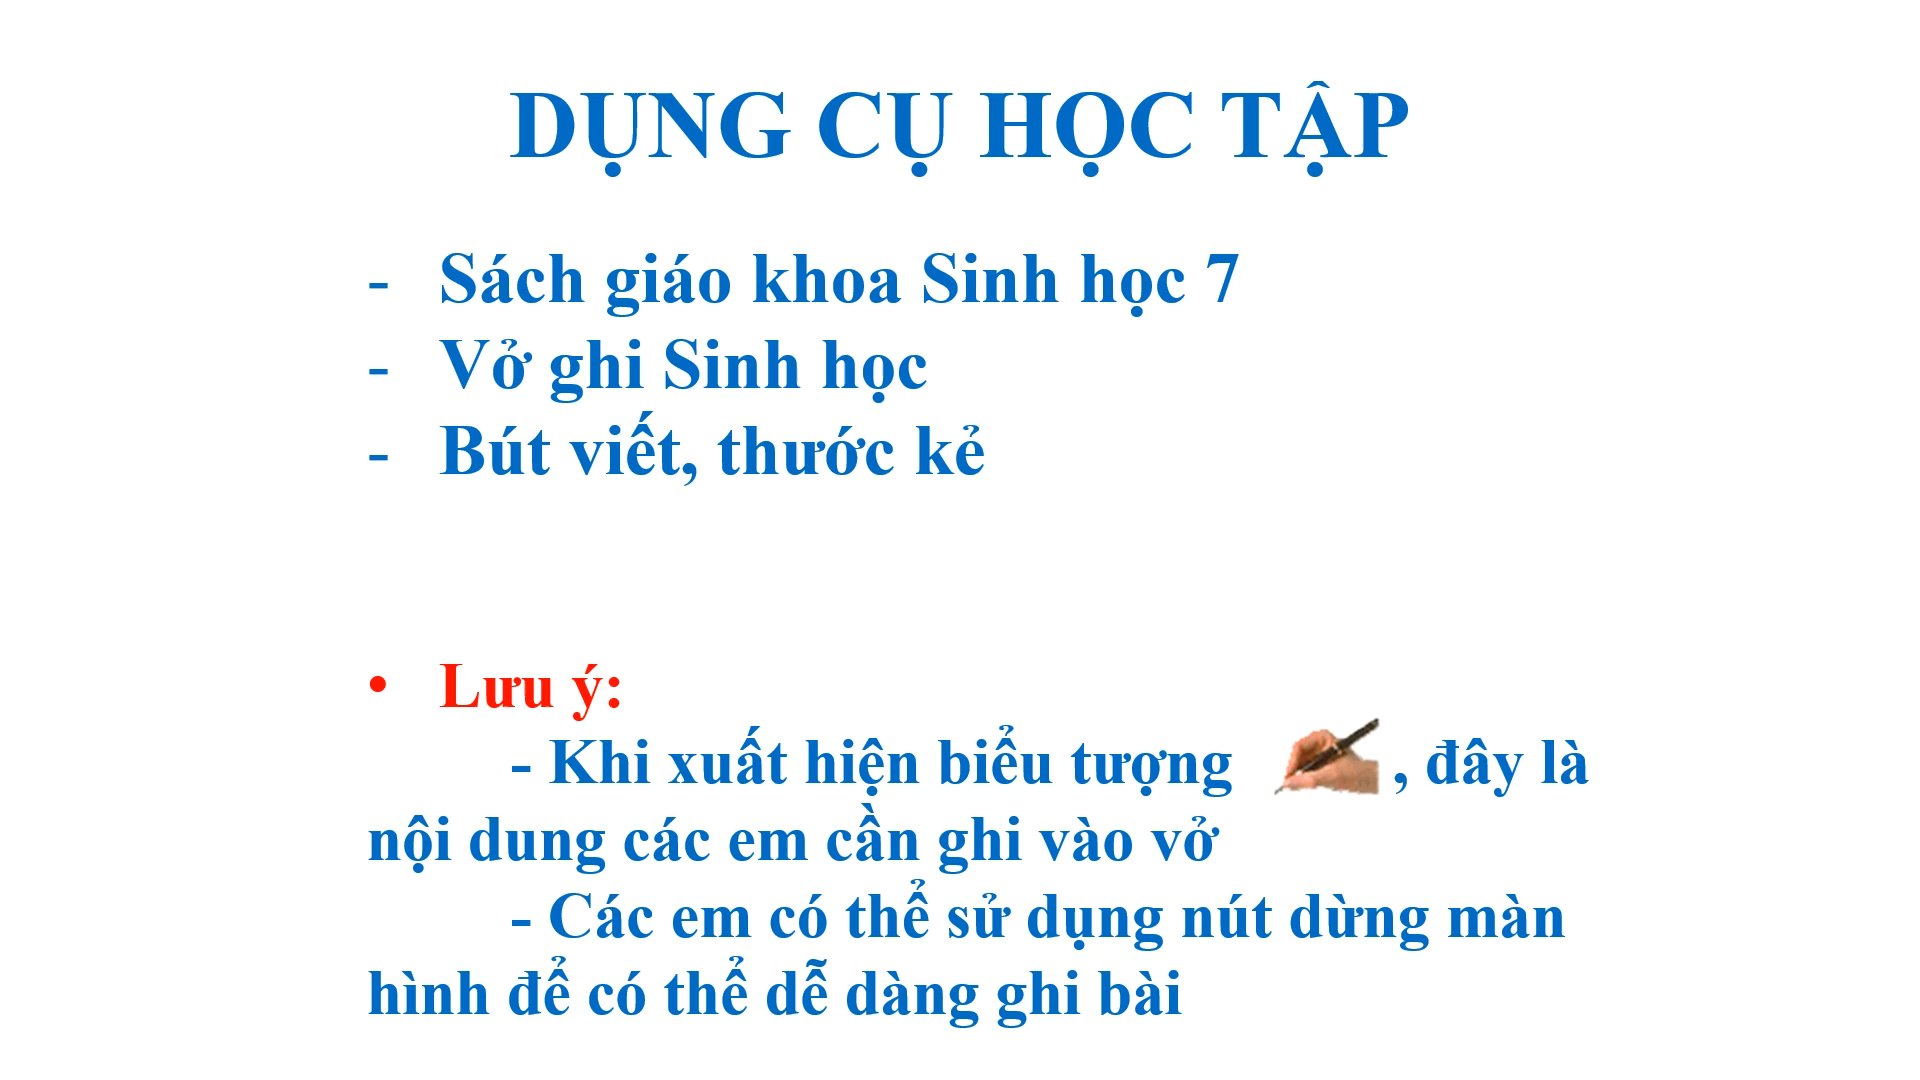 DỤNG CỤ HỌC TẬP
- Sách giáo khoa Sinh học 7
- Vở ghi Sinh học
- Bút viết, thước kẻ
• Lưu ý:
- Khi xuất hiện biểu tượng , đây là
nội dung các em cần ghi vào vở
- Các em có thể sử dụng nút dừng màn
hình để có thể dễ dàng ghi bài